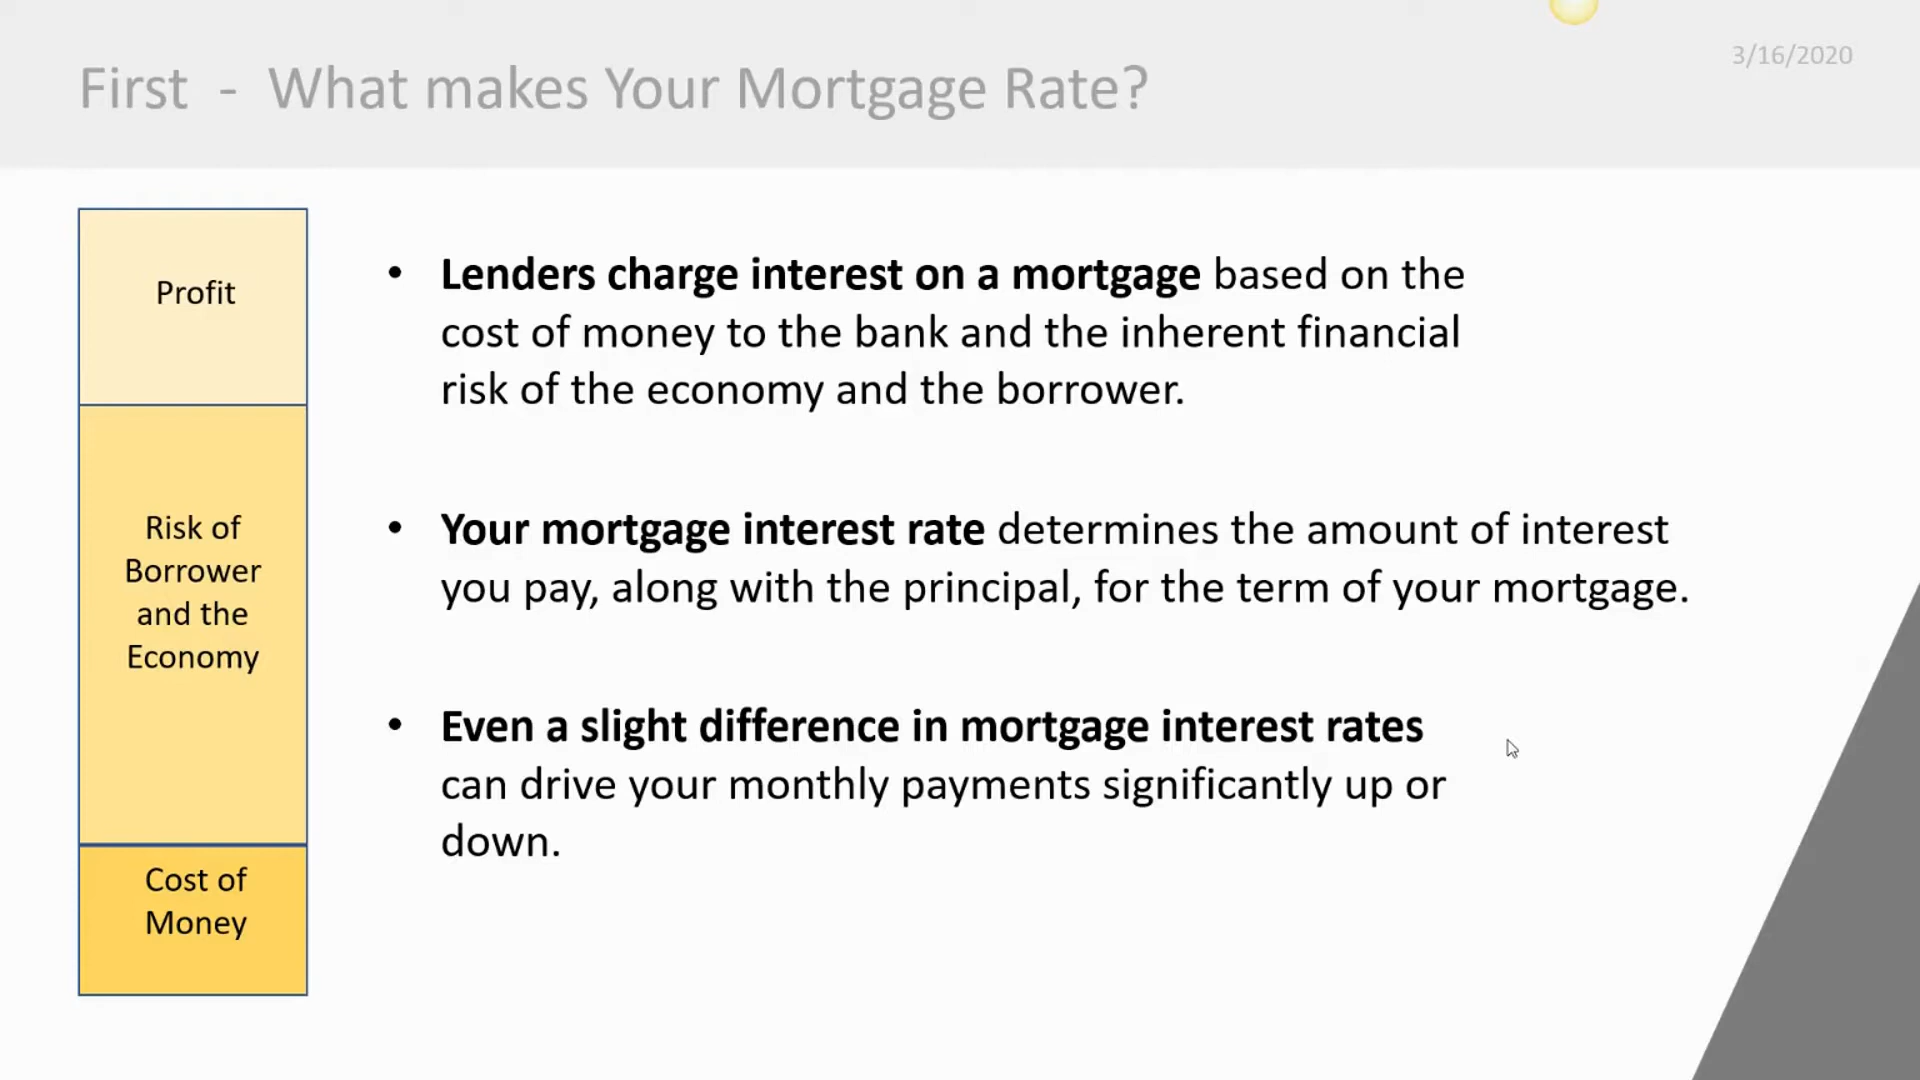 First - What makes Your Mortgage Rate?
3/16/2020
Profit
Risk of
Borrower
and the
Economy
Cost of
Money
• Lenders charge interest on a mortgage based on the
cost of money to the bank and the inherent financial
risk of the economy and the borrower.
• Your mortgage interest rate determines the amount of interest
you pay, along with the principal, for the term of your mortgage.
• Even a slight difference in mortgage interest rates
can drive your monthly payments significantly up or
down.